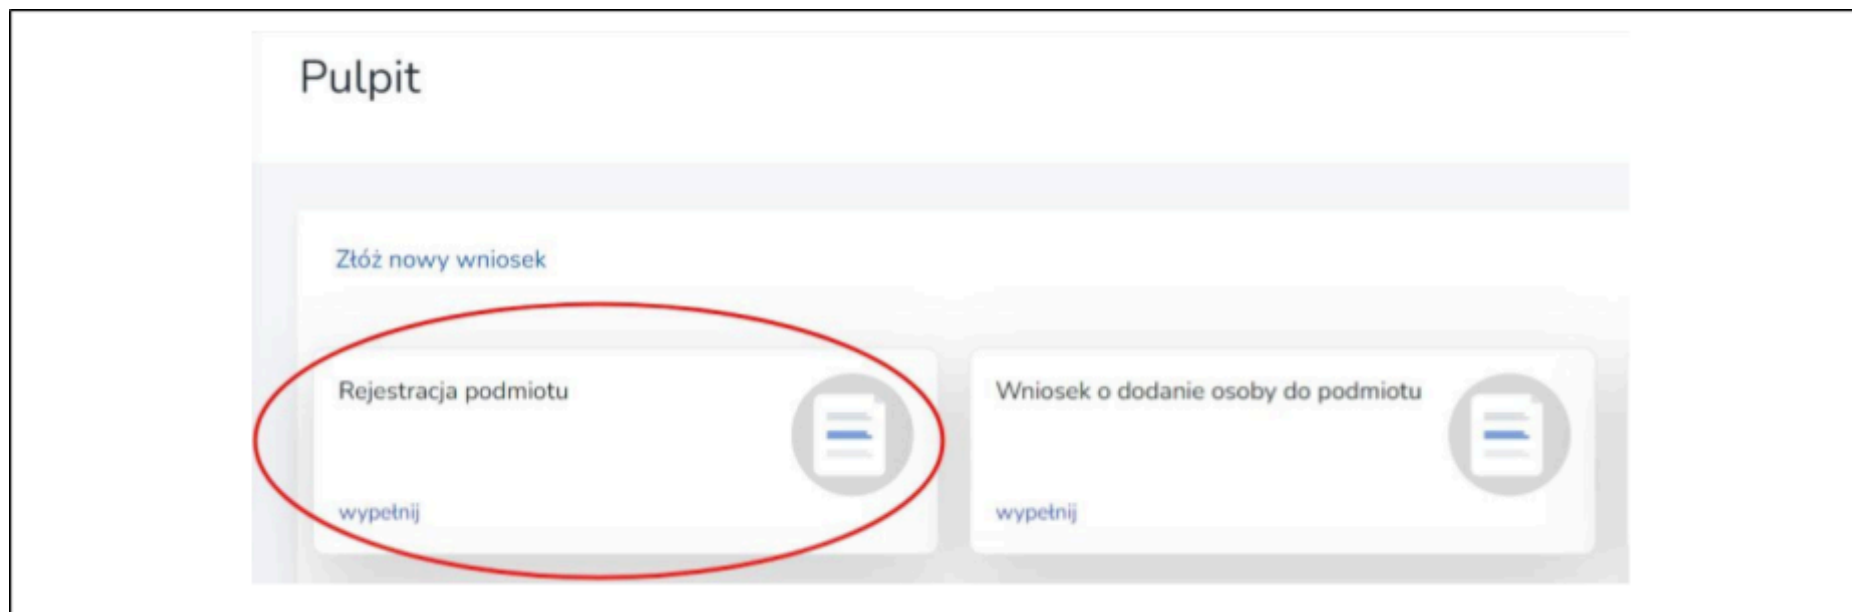 Pulpit
Złóż nowy wniosek
Rejestracja podmiotu
Wniosek o dodanie osoby do podmiotu
wypełnij
wypełnij